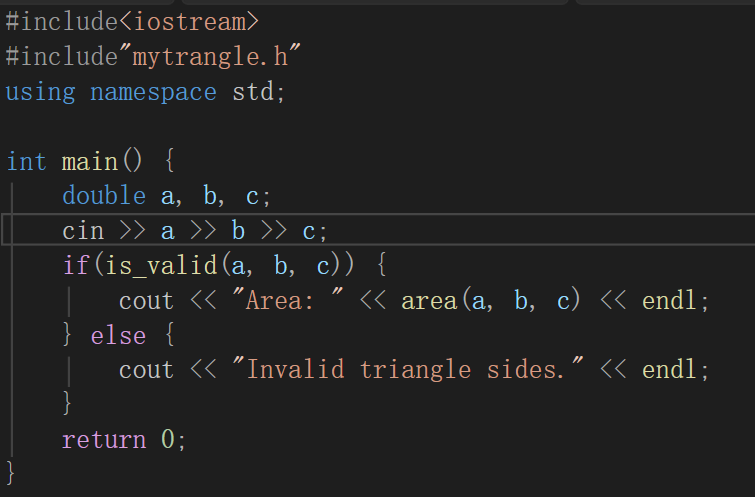 #include<iostream>
#include"mytrangle.h"
using namespace std;
int main() {
double a, b, c;
cin >> a >> b >> c;
if(is_valid(a, b, c)) {
cout << "Area: " << area(a, b, c) << endl;
} else {
cout << "Invalid triangle sides." << endl;
}
return 0;
}